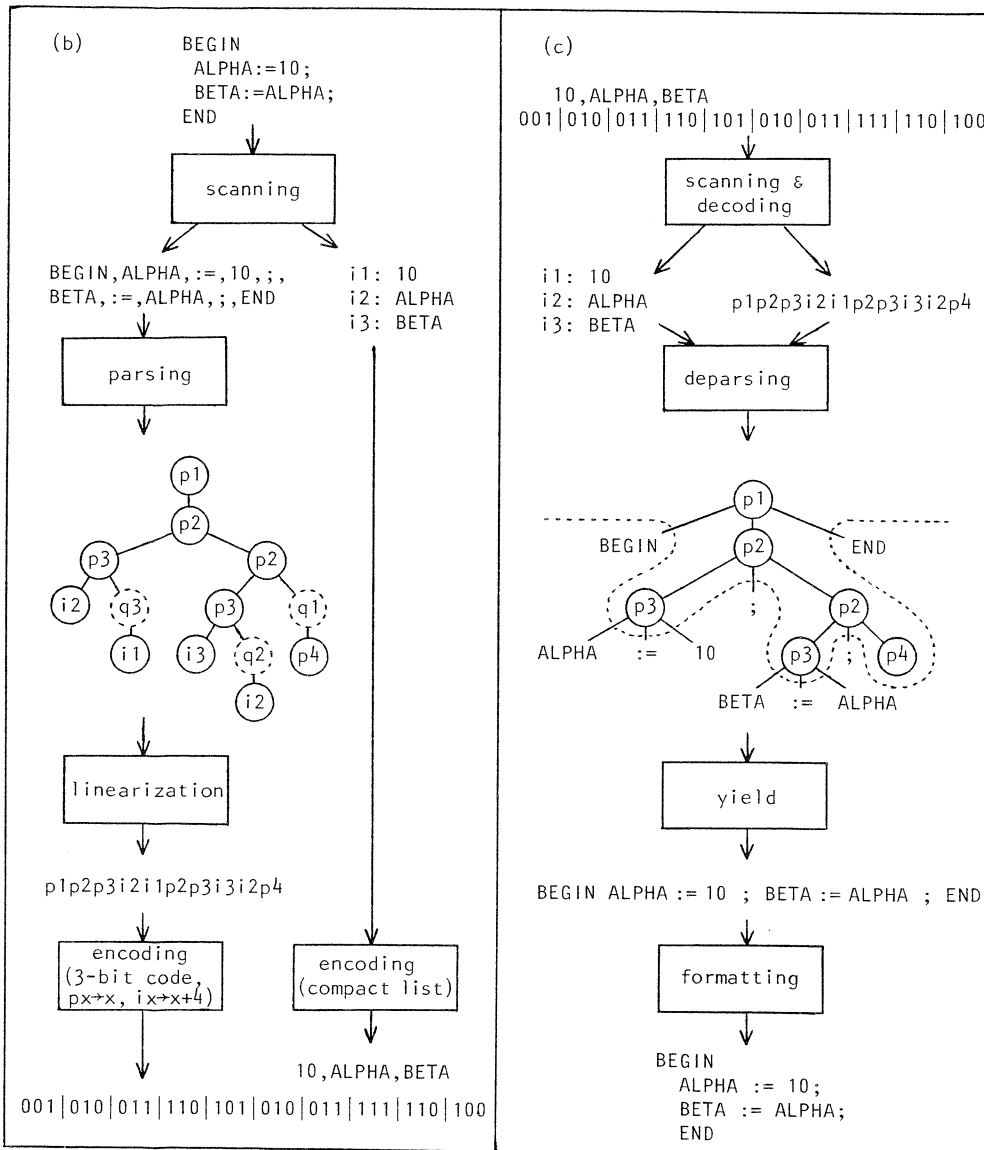 (b)
BEGIN
ALPHA:=10;
BETA:=ALPHA;
END
scanning
BEGIN,ALPHA,:=,10,;,
BETA,:=,ALPHA,;,END
i1: 10
i2: ALPHA
i3: BETA
parsing
p1
p2
p3
p2
i2
q3
p3
q1
i1
i3
q2
p4
i2
linearization
p1p2p3i2i1p2p3i3i2p4
encoding
(3-bit code,
px→x, ix→x+4)
encoding
(compact list)
10,ALPHA,BETA
001|010|011|110|101|010|011|111|110|100
(c)
10,ALPHA,BETA
001|010|011|110|101|010|011|111|110|100
scanning &
decoding
i1: 10
i2: ALPHA
i3: BETA
p1p2p3i2i1p2p3i3i2p4
deparsing
p1
BEGIN
p2
END
p3
;
p2
ALPHA := 10
p3
;
p4
BETA := ALPHA
yield
BEGIN ALPHA := 10 ; BETA := ALPHA ; END
formatting
BEGIN
ALPHA := 10;
BETA := ALPHA;
END